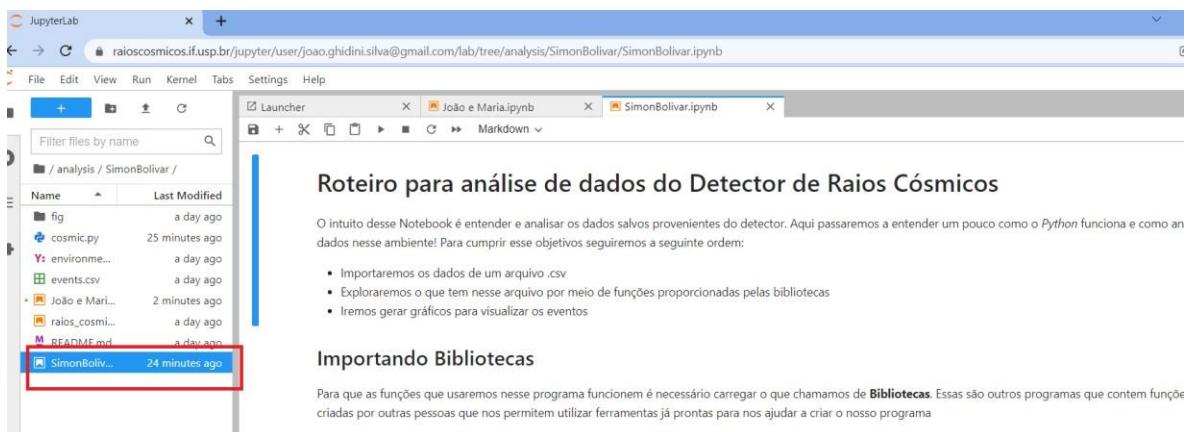 JupyterLab
raioscosmicos.if.usp.br/jupyter/user/joao.ghidini.silva@gmail.com/lab/tree/analysis/SimonBolivar/SimonBolivar.ipynb
File Edit View Run Kernel Tabs Settings Help
Launcher João e Maria.ipynb SimonBolivar.ipynb
Markdown
Filter files by name
/ analysis / SimonBolivar /
Name Last Modified
fig a day ago
cosmic.py 25 minutes ago
Y: environme... a day ago
events.csv a day ago
João e Mari... 2 minutes ago
raios_cosmi... a day ago
README.md a day ago
SimonBoliv... 24 minutes ago
Roteiro para análise de dados do Detector de Raios Cósmicos
O intuito desse Notebook é entender e analisar os dados salvos provenientes do detector. Aqui passaremos a entender um pouco como o Python funciona e como an
dados nesse ambiente! Para cumprir esse objetivos seguiremos a seguinte ordem:
• Importaremos os dados de um arquivo .csv
• Exploraremos o que tem nesse arquivo por meio de funções proporcionadas pelas bibliotecas
• Iremos gerar gráficos para visualizar os eventos
Importando Bibliotecas
Para que as funções que usaremos nesse programa funcionem é necessário carregar o que chamamos de Bibliotecas. Essas são outros programas que contem funçõe
criadas por outras pessoas que nos permitem utilizar ferramentas já prontas para nos ajudar a criar o nosso programa